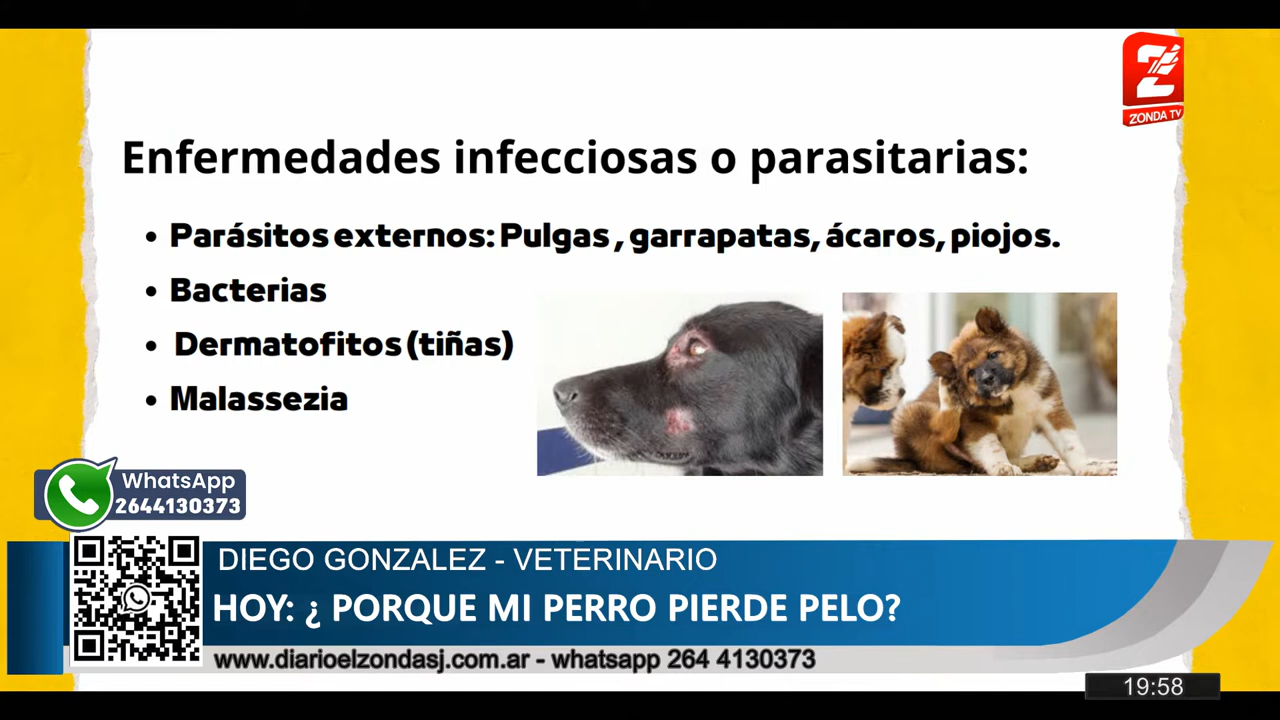 Z
ZONDA TV
Enfermedades infecciosas o parasitarias:
• Parásitos externos: Pulgas , garrapatas, ácaros, piojos.
• Bacterias
• Dermatofitos (tiñas)
• Malassezia
WhatsApp
2644130373
DIEGO GONZALEZ - VETERINARIO
HOY: ¿ PORQUE MI PERRO PIERDE PELO?
www.diarioelzondasj.com.ar - whatsapp 264 4130373
19:58